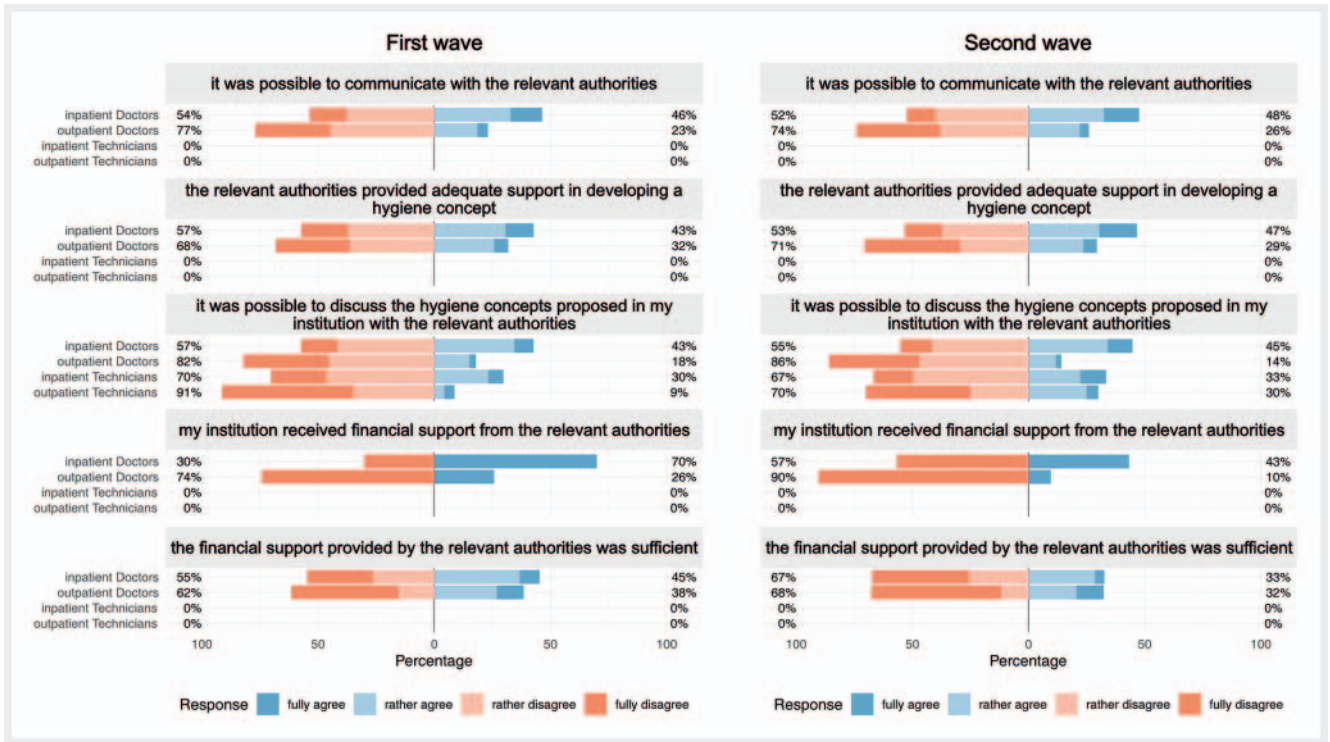 First wave
it was possible to communicate with the relevant authorities
inpatient Doctors 54% 46%
outpatient Doctors 77% 23%
inpatient Technicians 0% 0%
outpatient Technicians 0% 0%
the relevant authorities provided adequate support in developing a
hygiene concept
inpatient Doctors 57% 43%
outpatient Doctors 68% 32%
inpatient Technicians 0% 0%
outpatient Technicians 0% 0%
it was possible to discuss the hygiene concepts proposed in my
institution with the relevant authorities
inpatient Doctors 57% 43%
outpatient Doctors 82% 18%
inpatient Technicians 70% 30%
outpatient Technicians 91% 9%
my institution received financial support from the relevant authorities
inpatient Doctors 30% 70%
outpatient Doctors 74% 26%
inpatient Technicians 0% 0%
outpatient Technicians 0% 0%
the financial support provided by the relevant authorities was sufficient
inpatient Doctors 55% 45%
outpatient Doctors 62% 38%
inpatient Technicians 0% 0%
outpatient Technicians 0% 0%
100 50 0 50 100
Percentage
Response fully agree rather agree rather disagree fully disagree
Second wave
it was possible to communicate with the relevant authorities
52% 48%
74% 26%
0% 0%
0% 0%
the relevant authorities provided adequate support in developing a
hygiene concept
53% 47%
71% 29%
0% 0%
0% 0%
it was possible to discuss the hygiene concepts proposed in my
institution with the relevant authorities
55% 45%
86% 14%
67% 33%
70% 30%
my institution received financial support from the relevant authorities
57% 43%
90% 10%
0% 0%
0% 0%
the financial support provided by the relevant authorities was sufficient
67% 33%
68% 32%
0% 0%
0% 0%
100 50 0 50 100
Percentage
Response fully agree rather agree rather disagree fully disagree